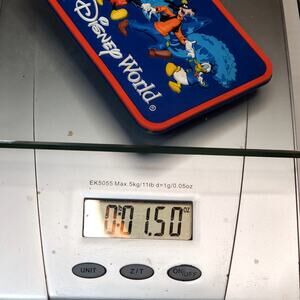 Disney World®
EK5055 Max.5kg/11lb d=1g/0.05oz
0:01.50 oz
UNIT Z/T ON/OFF